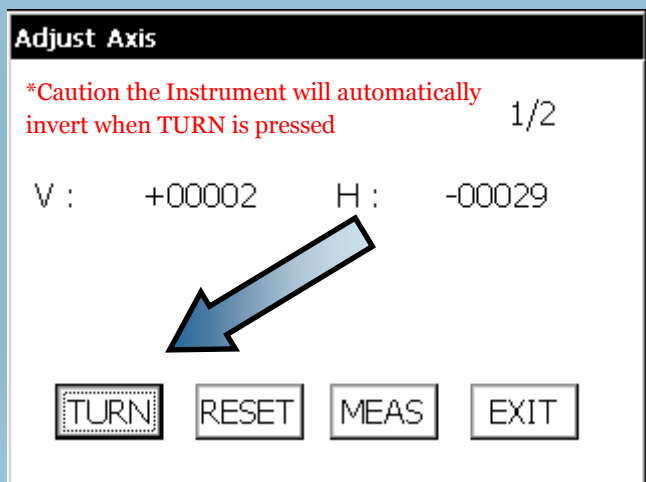 Adjust Axis
*Caution the Instrument will automatically
invert when TURN is pressed
1/2
V : +00002 H : -00029
TURN RESET MEAS EXIT